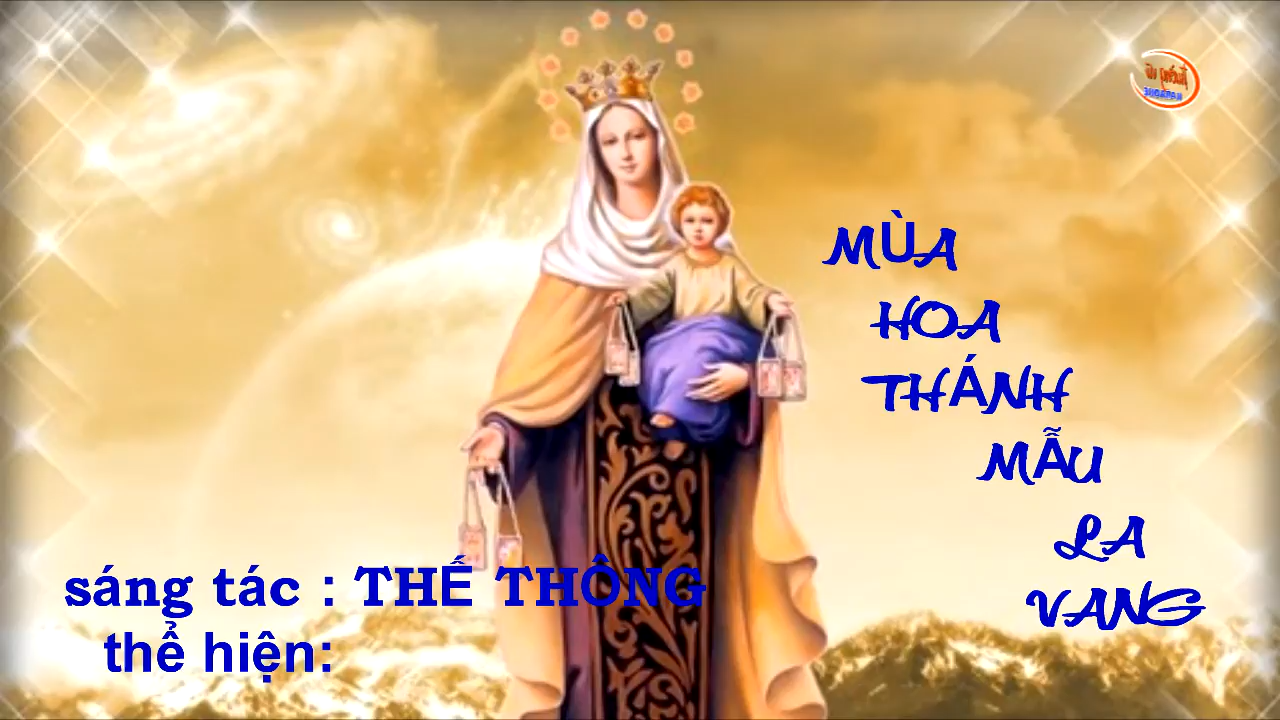 MÙA
HOA
THÁNH
MẪU
LA
VANG
sáng tác : THẾ THÔNG
thể hiện: